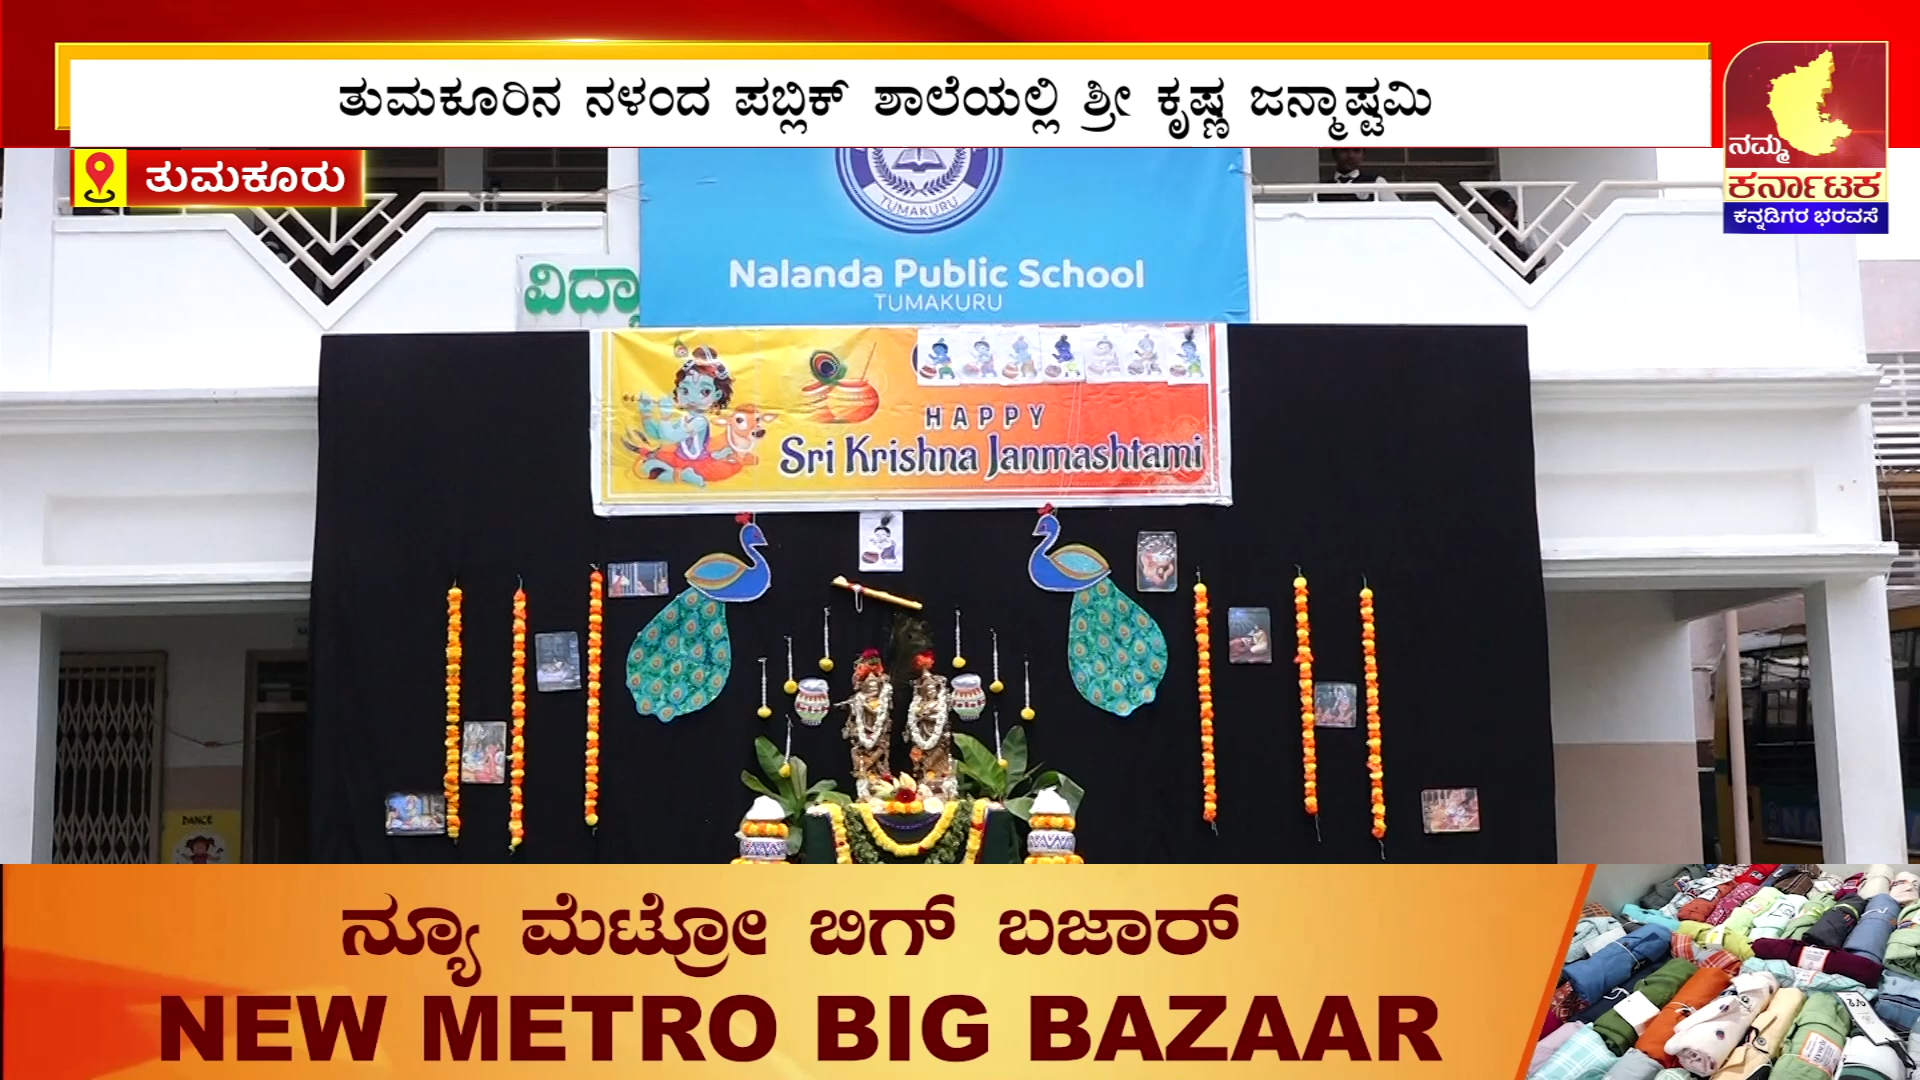 ತುಮಕೂರಿನ ನಳಂದ ಪಬ್ಲಿಕ್ ಶಾಲೆಯಲ್ಲಿ ಶ್ರೀ ಕೃಷ್ಣ ಜನ್ಮಾಷ್ಟಮಿ
ನಮ್ಮ
ಕರ್ನಾಟಕ
ಕನ್ನಡಿಗರ ಭರವಸೆ
ತುಮಕೂರು
TUMAKURU
Nalanda Public School
TUMAKURU
HAPPY
Sri Krishna Janmashtami
DANCE
ನ್ಯೂ ಮೆಟ್ರೋ ಬಿಗ್ ಬಜಾರ್
NEW METRO BIG BAZAAR